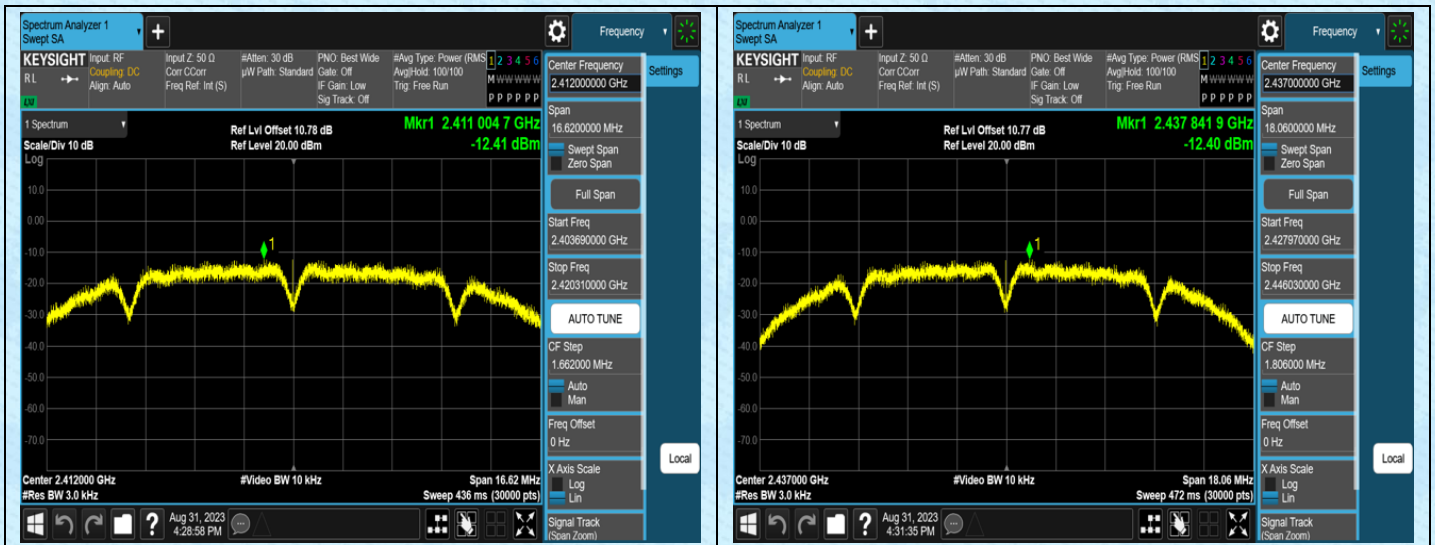 Spectrum Analyzer 1
Swept SA
+
Frequency
KEYSIGHT
RL
LXI
Input: RF
Coupling: DC
Align: Auto
Input Z: 50 Ω
Corr CCorr
Freq Ref: Int (S)
#Atten: 30 dB
µW Path: Standard
PNO: Best Wide
Gate: Off
IF Gain: Low
Sig Track: Off
#Avg Type: Power (RMS
Avg|Hold: 100/100
Trig: Free Run
1 2 3 4 5 6
M W W W W W
P P P P P P
1 Spectrum
Scale/Div 10 dB
Ref Lvl Offset 10.78 dB
Ref Level 20.00 dBm
Mkr1 2.411 004 7 GHz
-12.41 dBm
Log
10.0
0.00
-10.0
-20.0
-30.0
-40.0
-50.0
-60.0
-70.0
1
Center 2.412000 GHz
#Res BW 3.0 kHz
#Video BW 10 kHz
Span 16.62 MHz
Sweep 436 ms (30000 pts)
?
Aug 31, 2023
4:28:58 PM
Center Frequency
2.412000000 GHz
Span
16.6200000 MHz
Swept Span
Zero Span
Full Span
Start Freq
2.403690000 GHz
Stop Freq
2.420310000 GHz
AUTO TUNE
CF Step
1.662000 MHz
Auto
Man
Freq Offset
0 Hz
X Axis Scale
Log
Lin
Signal Track
(Span Zoom)
Settings
Local
Spectrum Analyzer 1
Swept SA
+
Frequency
KEYSIGHT
RL
LXI
Input: RF
Coupling: DC
Align: Auto
Input Z: 50 Ω
Corr CCorr
Freq Ref: Int (S)
#Atten: 30 dB
µW Path: Standard
PNO: Best Wide
Gate: Off
IF Gain: Low
Sig Track: Off
#Avg Type: Power (RMS
Avg|Hold: 100/100
Trig: Free Run
1 2 3 4 5 6
M W W W W W
P P P P P P
1 Spectrum
Scale/Div 10 dB
Ref Lvl Offset 10.77 dB
Ref Level 20.00 dBm
Mkr1 2.437 841 9 GHz
-12.40 dBm
Log
10.0
0.00
-10.0
-20.0
-30.0
-40.0
-50.0
-60.0
-70.0
1
Center 2.437000 GHz
#Res BW 3.0 kHz
#Video BW 10 kHz
Span 18.06 MHz
Sweep 472 ms (30000 pts)
?
Aug 31, 2023
4:31:35 PM
Center Frequency
2.437000000 GHz
Span
18.0600000 MHz
Swept Span
Zero Span
Full Span
Start Freq
2.427970000 GHz
Stop Freq
2.446030000 GHz
AUTO TUNE
CF Step
1.806000 MHz
Auto
Man
Freq Offset
0 Hz
X Axis Scale
Log
Lin
Signal Track
(Span Zoom)
Settings
Local